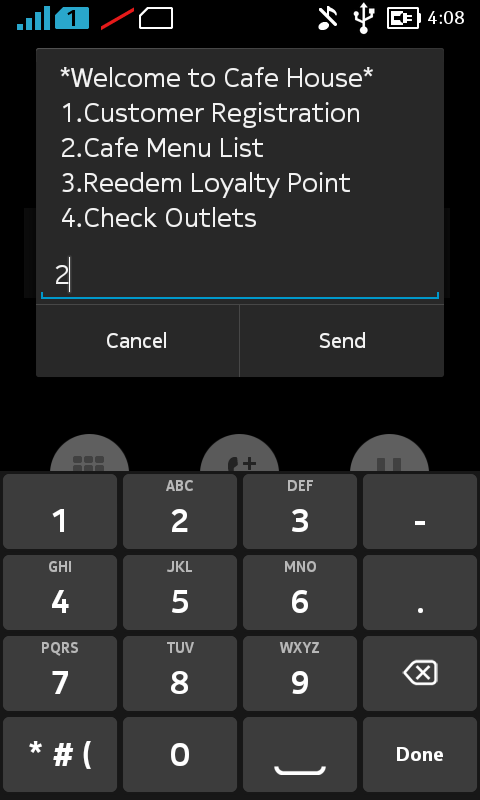 1 4:08
*Welcome to Cafe House*
1.Customer Registration
2.Cafe Menu List
3.Reedem Loyalty Point
4.Check Outlets
2
Cancel Send
ABC DEF
1 2 3 -
GHI JKL MNO
4 5 6 .
PQRS TUV WXYZ
7 8 9
* # ( 0 Done